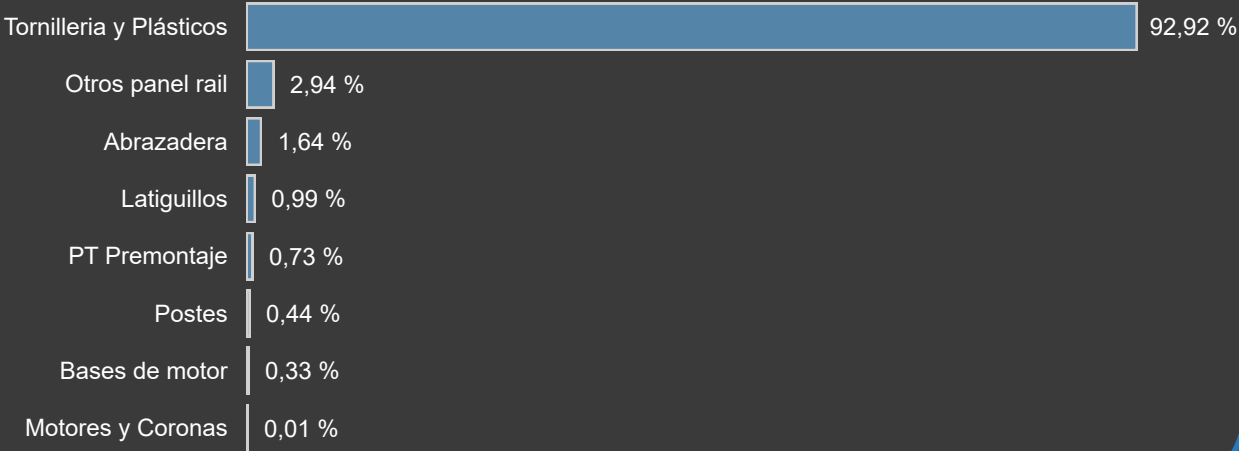 Tornilleria y Plásticos 92,92 %
Otros panel rail 2,94 %
Abrazadera 1,64 %
Latiguillos 0,99 %
PT Premontaje 0,73 %
Postes 0,44 %
Bases de motor 0,33 %
Motores y Coronas 0,01 %